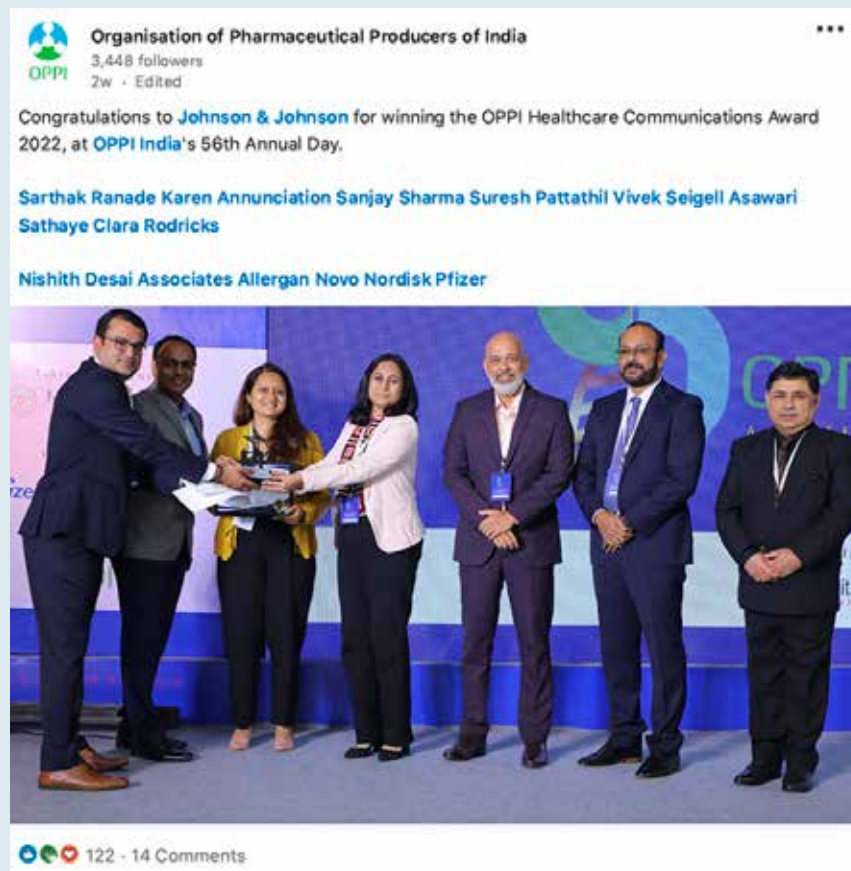 Organisation of Pharmaceutical Producers of India
3,448 followers
2w · Edited
OPPI
Congratulations to Johnson & Johnson for winning the OPPI Healthcare Communications Award
2022, at OPPI India's 56th Annual Day.
Sarthak Ranade Karen Annunciation Sanjay Sharma Suresh Pattathil Vivek Seigell Asawari
Sathaye Clara Rodricks
Nishith Desai Associates Allergan Novo Nordisk Pfizer
OPPI
122 · 14 Comments